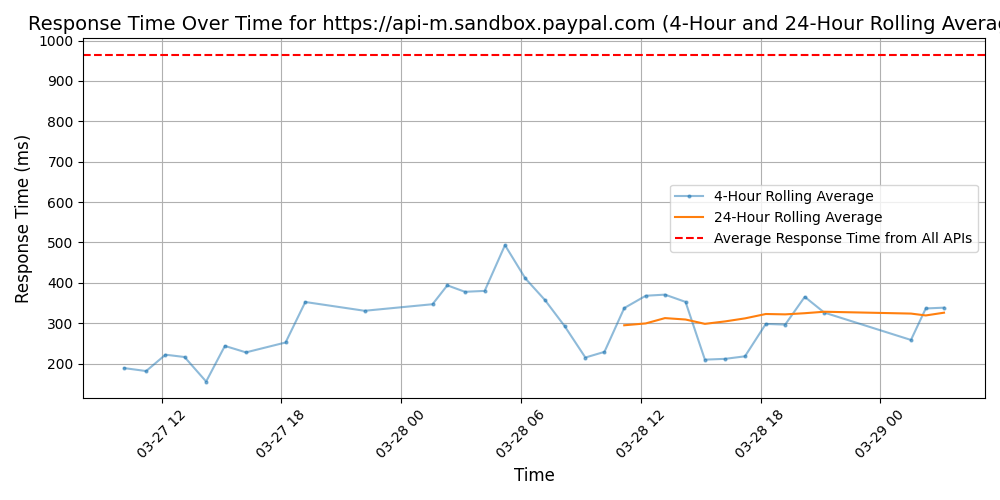 Response Time Over Time for https://api-m.sandbox.paypal.com (4-Hour and 24-Hour Rolling Avera
1000
900
800
700
600
500
400
300
200
Response Time (ms)
4-Hour Rolling Average
24-Hour Rolling Average
Average Response Time from All APIs
03-27 12
03-27 18
03-28 00
03-28 06
03-28 12
03-28 18
03-29 00
Time